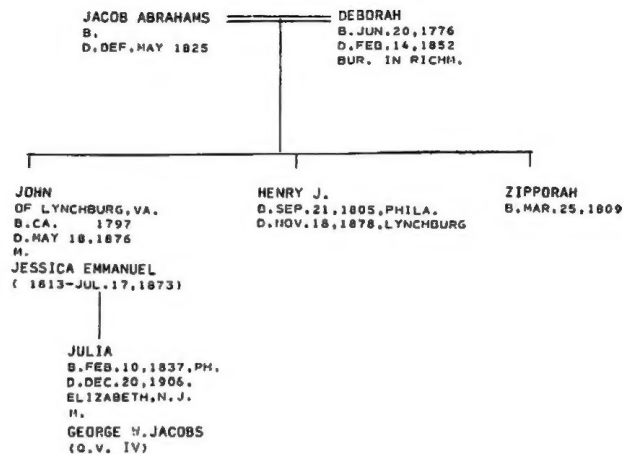 JACOB ABRAHAMS
B.
D.DEF.MAY 1825
DEBORAH
B.JUN.20,1776
D.FEB.14,1852
BUR. IN RICHM.
JOHN
OF LYNCHBURG,VA.
B.CA. 1797
D.MAY 18,1876
M.
JESSICA EMMANUEL
( 1813-JUL.17,1873)
HENRY J.
B.SEP.21,1805,PHILA.
D.NOV.18,1878,LYNCHBURG
ZIPPORAH
B.MAR.25,1809
JULIA
B.FEB.10,1837,PH.
D.DEC.20,1906.
ELIZABETH,N.J.
M.
GEORGE W.JACOBS
(Q.V. IV)